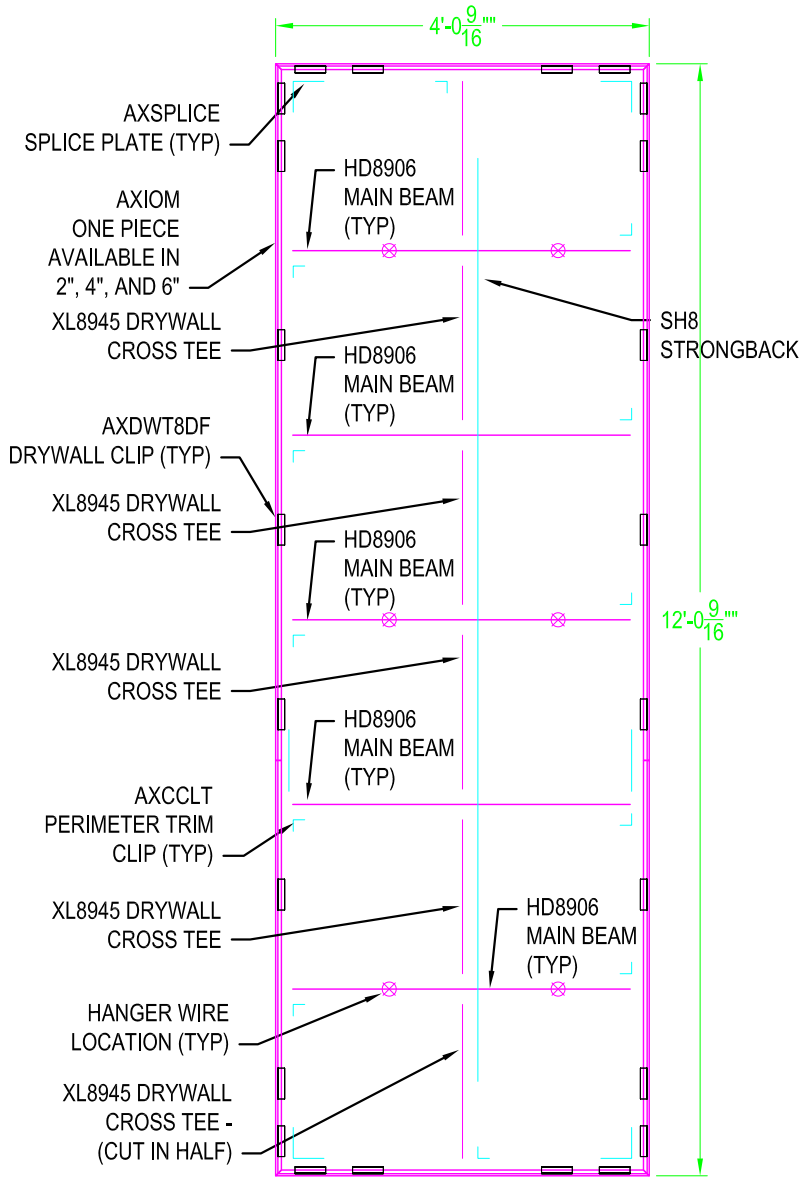 4'-0 9/16""
AXSPLICE
SPLICE PLATE (TYP)
HD8906
MAIN BEAM
(TYP)
AXIOM
ONE PIECE
AVAILABLE IN
2", 4", AND 6"
XL8945 DRYWALL
CROSS TEE
SH8
STRONGBACK
HD8906
MAIN BEAM
(TYP)
AXDWT8DF
DRYWALL CLIP (TYP)
XL8945 DRYWALL
CROSS TEE
HD8906
MAIN BEAM
(TYP)
12'-0 9/16""
XL8945 DRYWALL
CROSS TEE
HD8906
MAIN BEAM
(TYP)
AXCCLT
PERIMETER TRIM
CLIP (TYP)
XL8945 DRYWALL
CROSS TEE
HD8906
MAIN BEAM
(TYP)
HANGER WIRE
LOCATION (TYP)
XL8945 DRYWALL
CROSS TEE -
(CUT IN HALF)